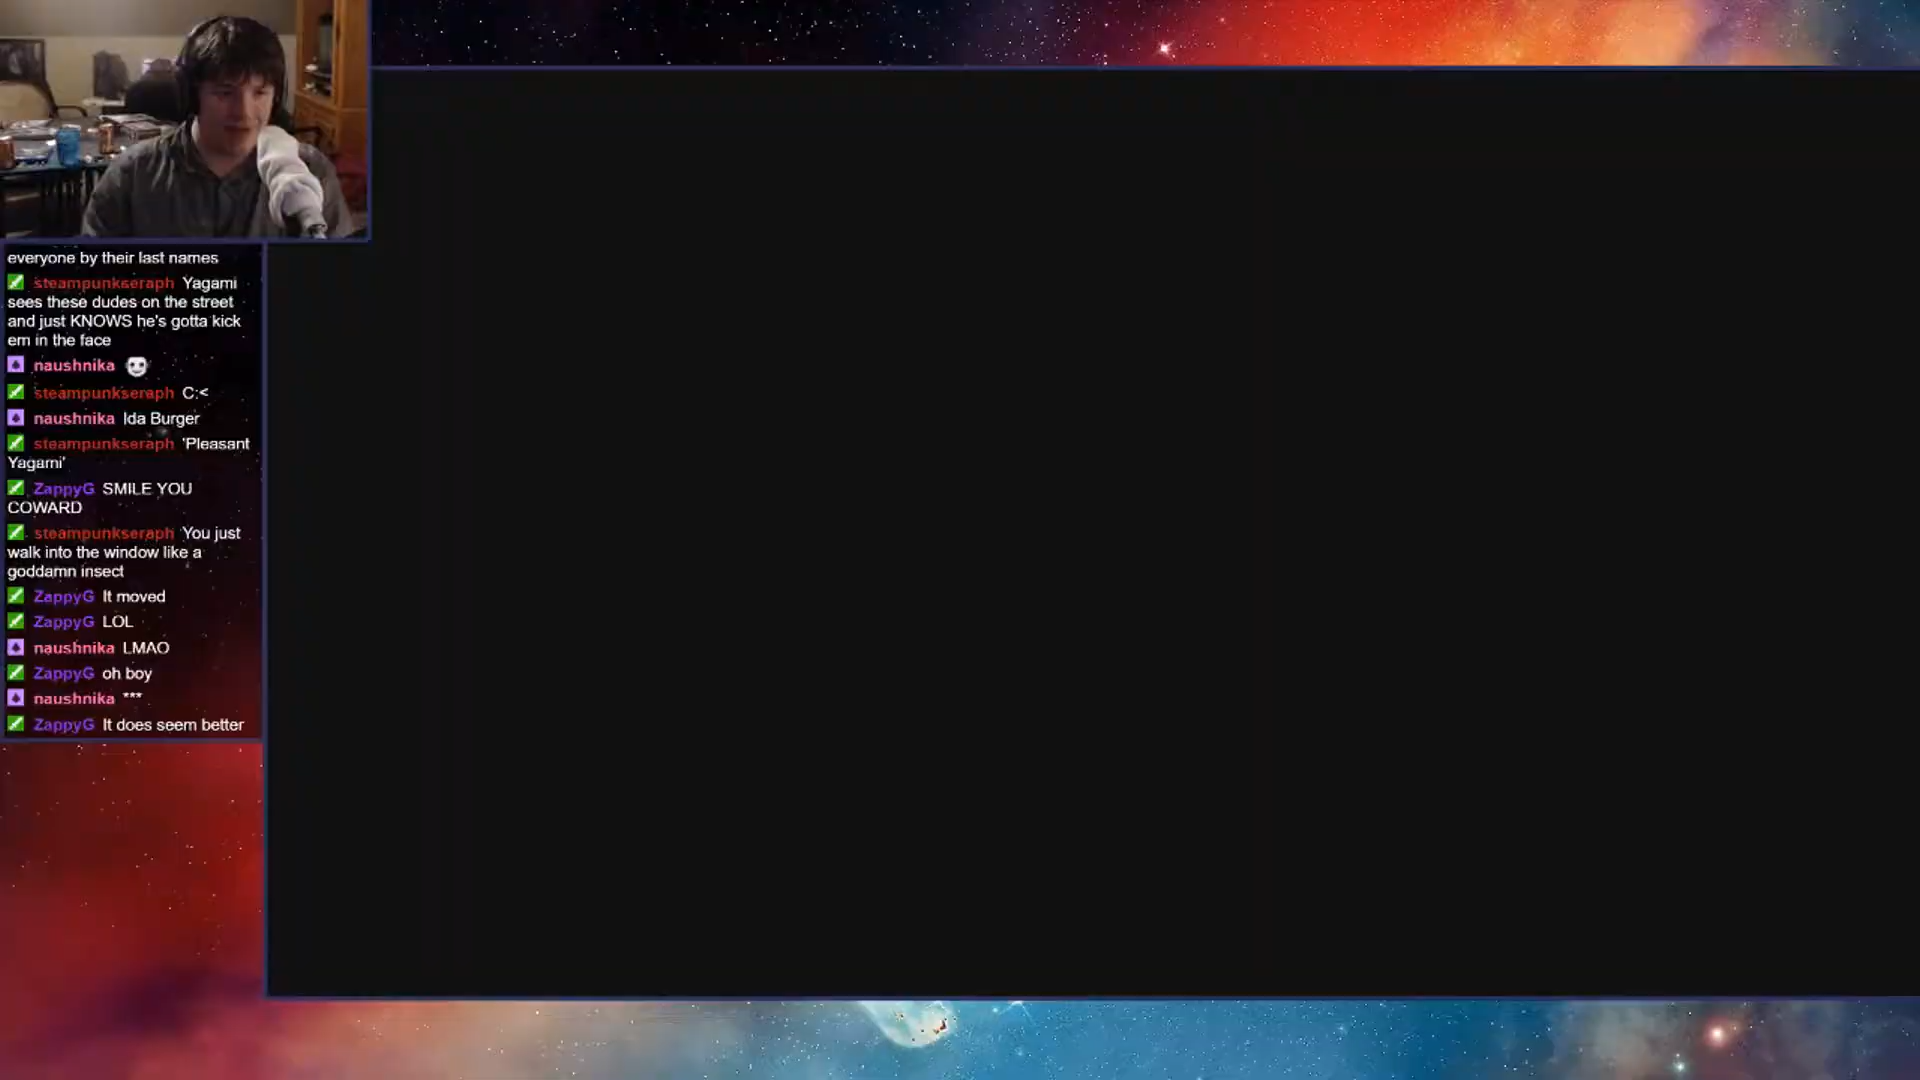 everyone by their last names
steampunkseraph Yagami
sees these dudes on the street
and just KNOWS he's gotta kick
em in the face
naushnika
steampunkseraph C:<
naushnika Ida Burger
steampunkseraph 'Pleasant
Yagami'
ZappyG SMILE YOU
COWARD
steampunkseraph You just
walk into the window like a
goddamn insect
ZappyG It moved
ZappyG LOL
naushnika LMAO
ZappyG oh boy
naushnika ***
ZappyG It does seem better